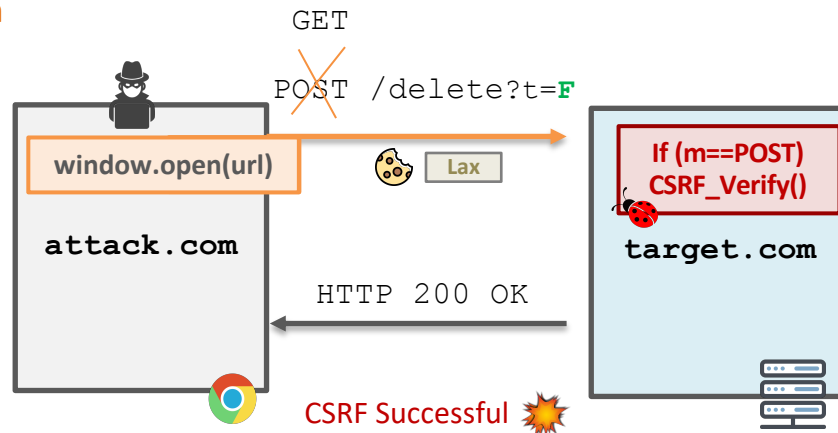 GET
POST /delete?t=F
window.open(url)
Lax
If (m==POST)
CSRF_Verify()
attack.com
target.com
HTTP 200 OK
CSRF Successful